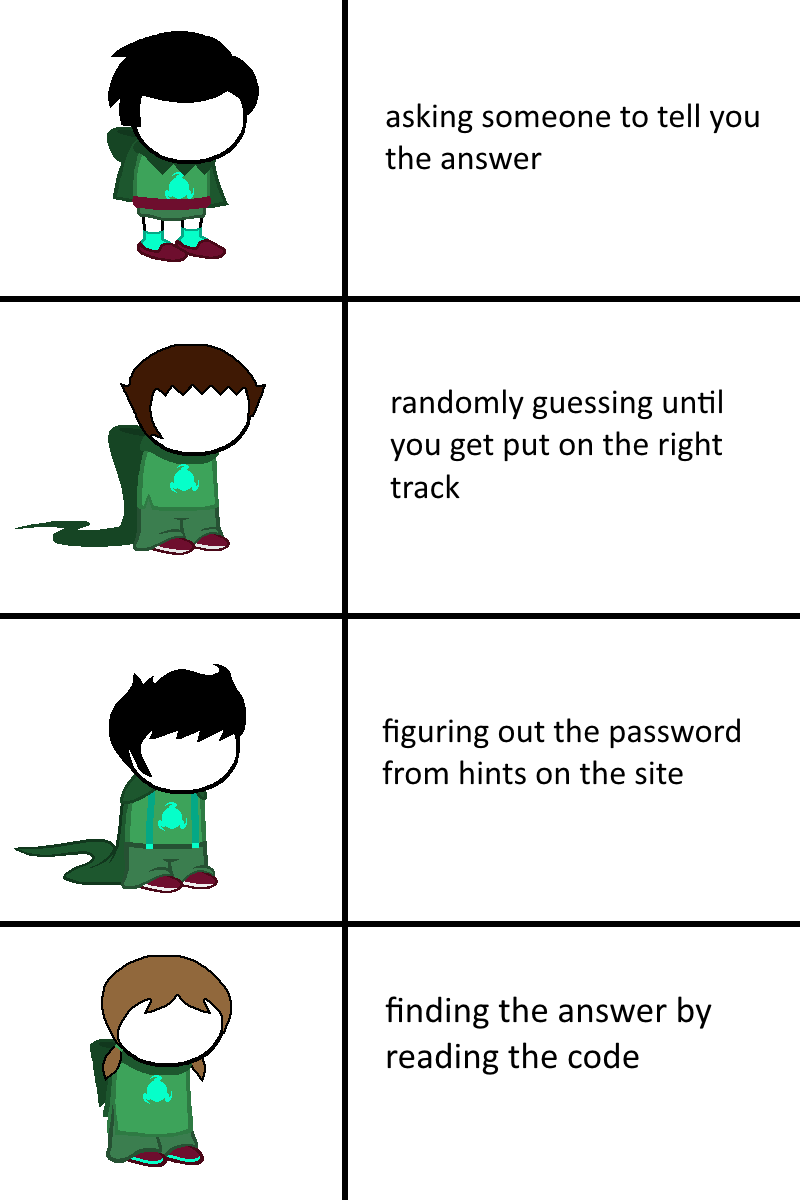 asking someone to tell you
the answer
randomly guessing until
you get put on the right
track
figuring out the password
from hints on the site
finding the answer by
reading the code